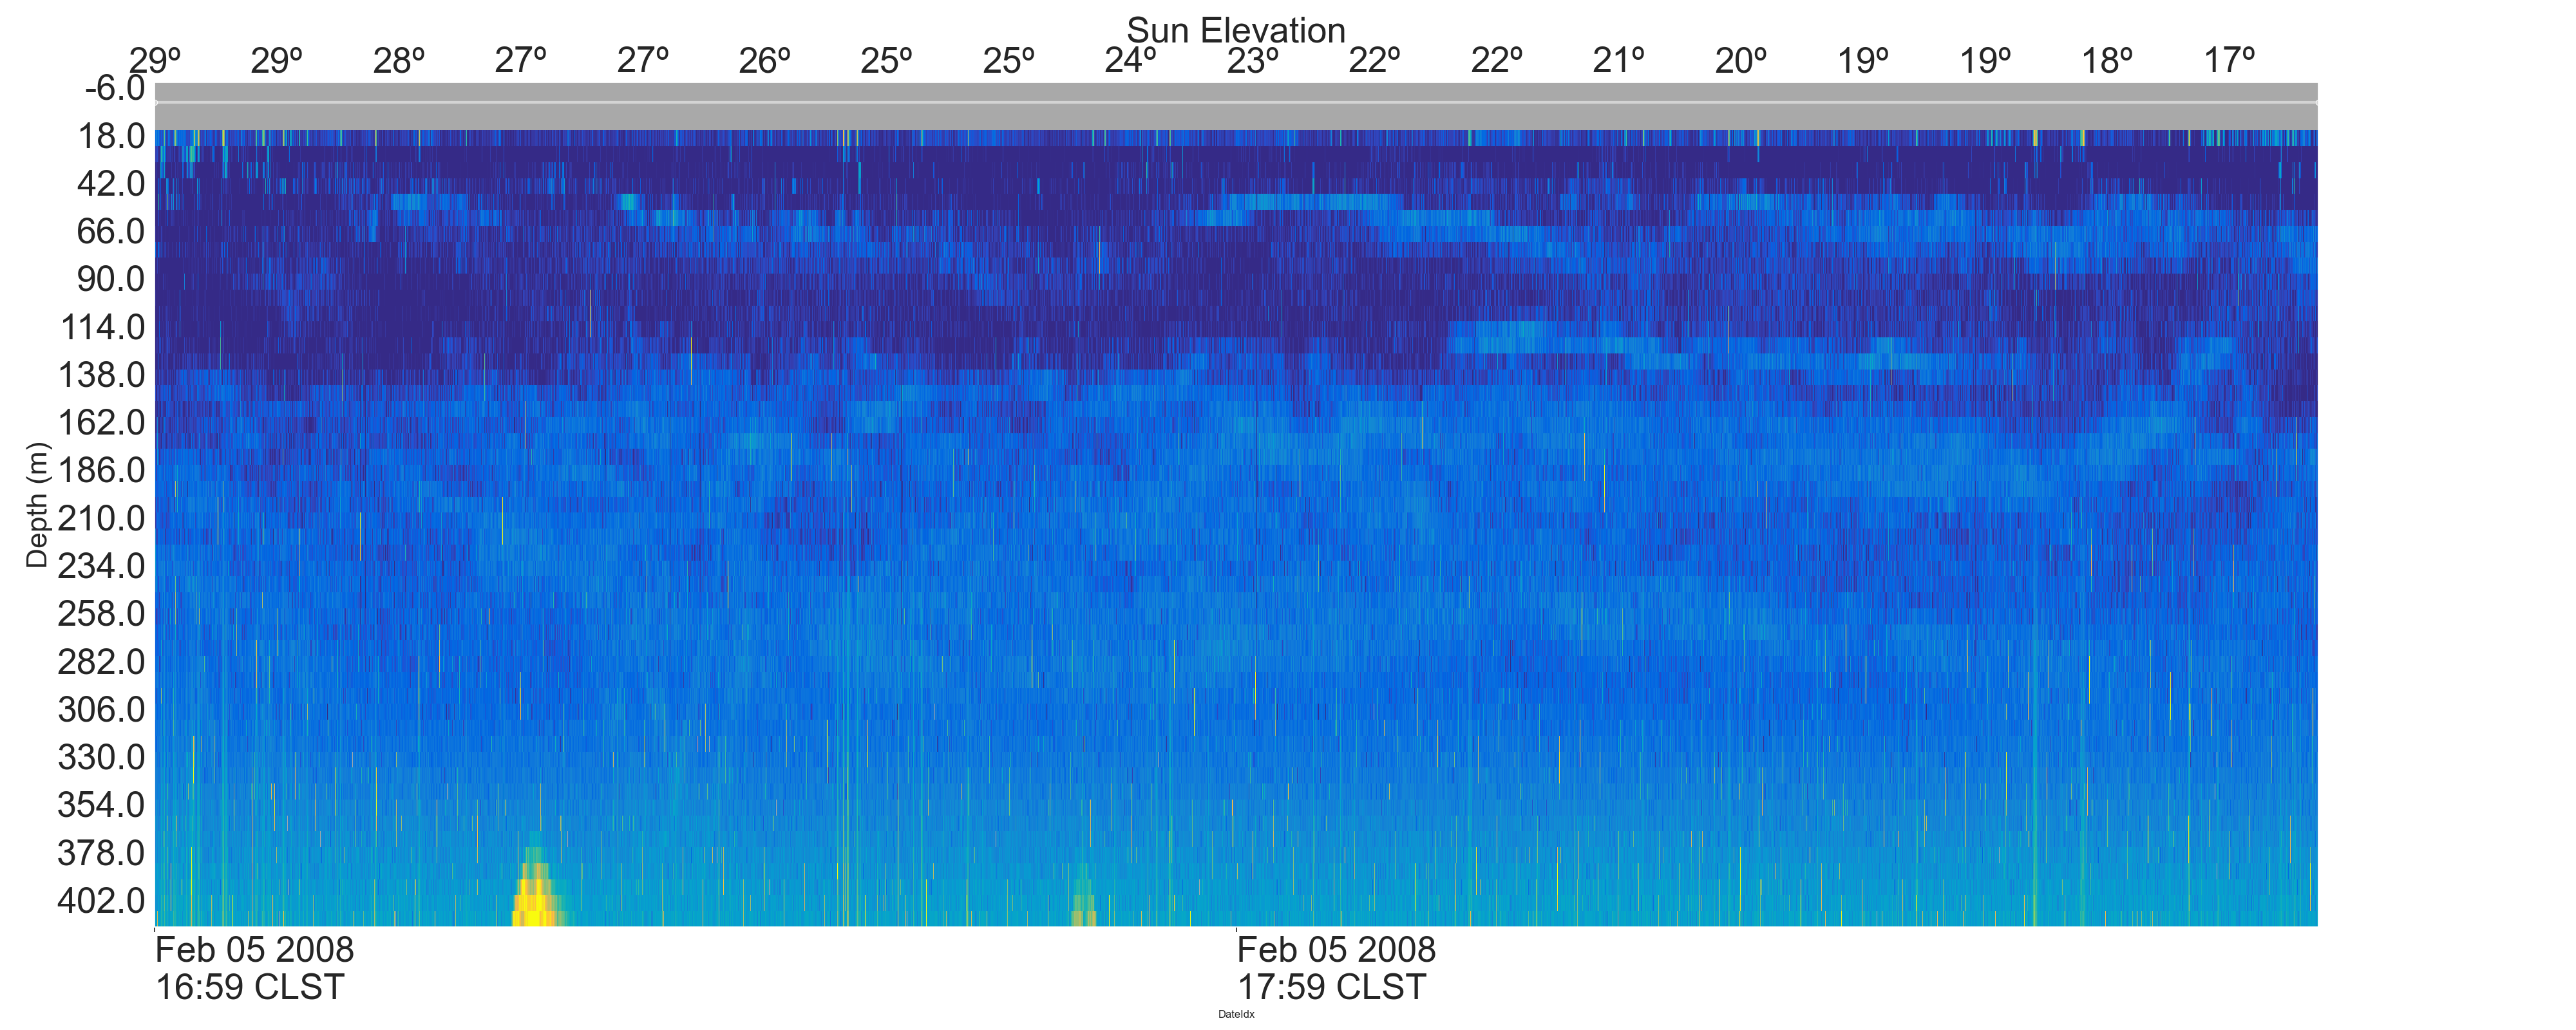 Sun Elevation
29º 29º 28º 27º 27º 26º 25º 25º 24º 23º 22º 22º 21º 20º 19º 19º 18º 17º
-6.0
18.0
42.0
66.0
90.0
114.0
138.0
162.0
186.0
210.0
234.0
258.0
282.0
306.0
330.0
354.0
378.0
402.0
Depth (m)
Feb 05 2008
16:59 CLST
Feb 05 2008
17:59 CLST
DateIdx